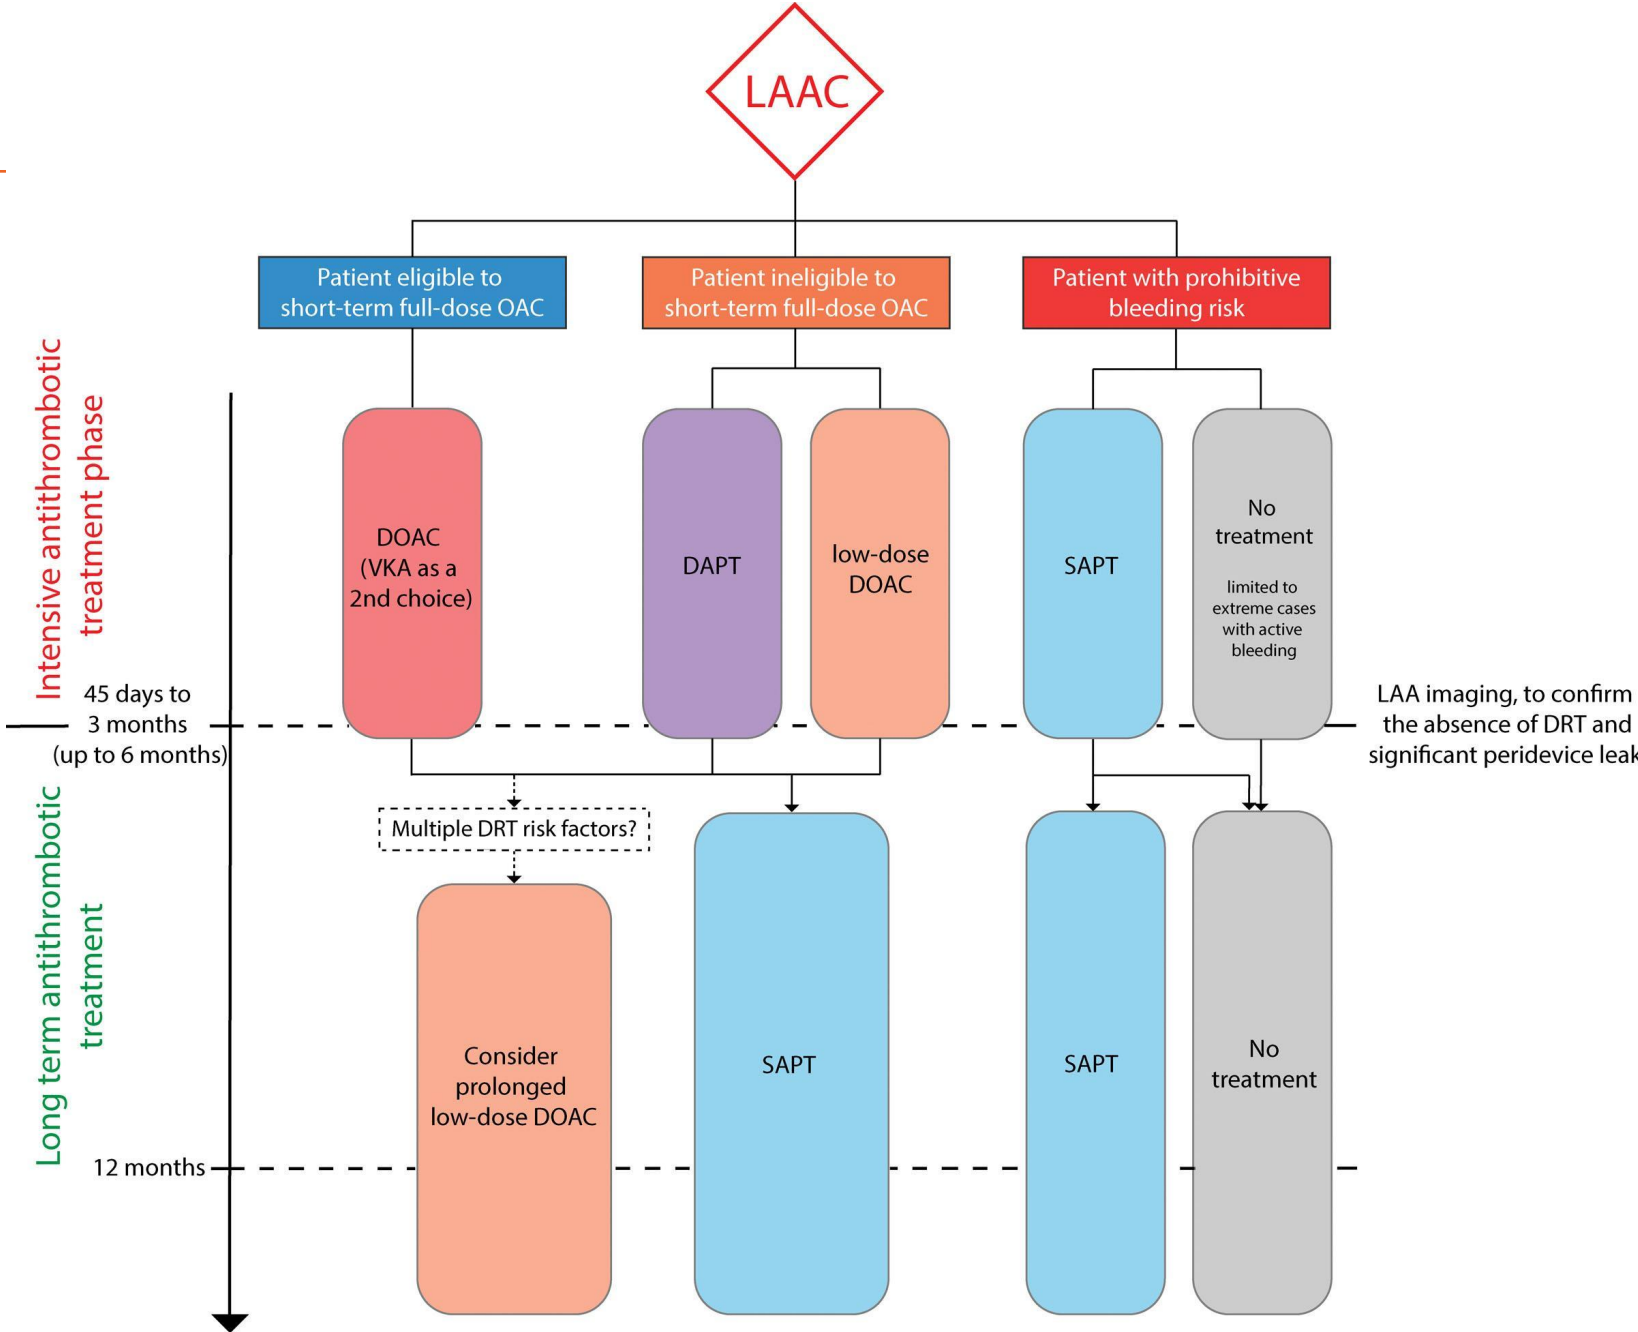 LAAC
Patient eligible to
short-term full-dose OAC
Patient ineligible to
short-term full-dose OAC
Patient with prohibitive
bleeding risk
Intensive antithrombotic
treatment phase
DOAC
(VKA as a
2nd choice)
DAPT
low-dose
DOAC
SAPT
No
treatment
limited to
extreme cases
with active
bleeding
45 days to
3 months
(up to 6 months)
LAA imaging, to confirm
the absence of DRT and
significant peridevice leak
Long term antithrombotic
treatment
Multiple DRT risk factors?
Consider
prolonged
low-dose DOAC
SAPT
SAPT
No
treatment
12 months